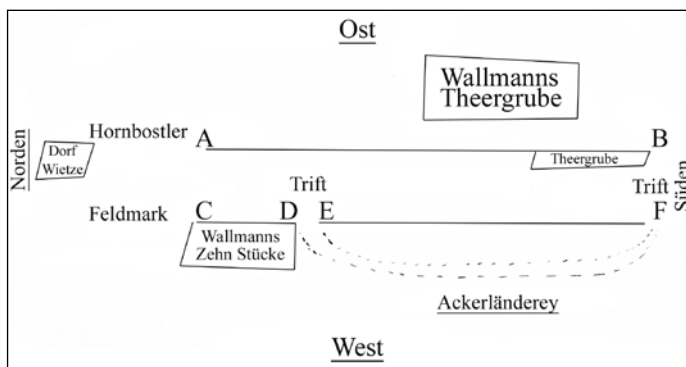 Ost
Wallmanns
Theergrube
Norden
Hornbostler
A
B
Dorf
Wietze
Theergrube
Trift
Trift
Süden
Feldmark
C
D
E
F
Wallmanns
Zehn Stücke
Ackerländerey
West